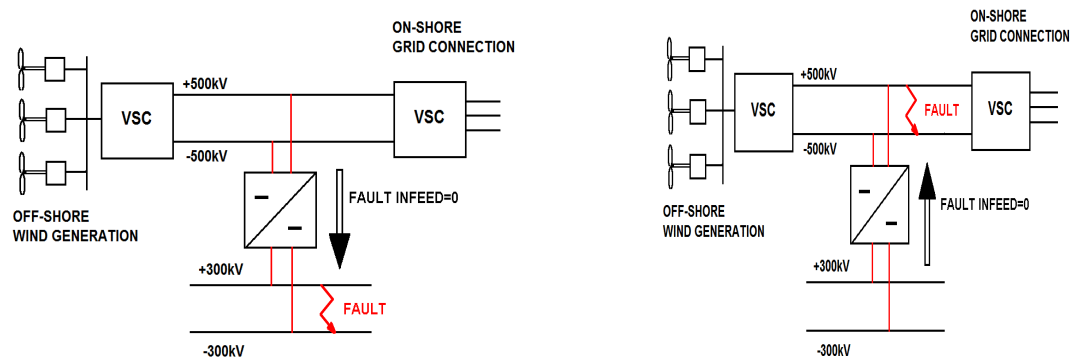 ON-SHORE
GRID CONNECTION
+500kV
VSC
VSC
-500kV
FAULT INFEED=0
OFF-SHORE
WIND GENERATION
+300kV
FAULT
-300kV
ON-SHORE
GRID CONNECTION
+500kV
VSC
FAULT
VSC
-500kV
FAULT INFEED=0
OFF-SHORE
WIND GENERATION
+300kV
-300kV